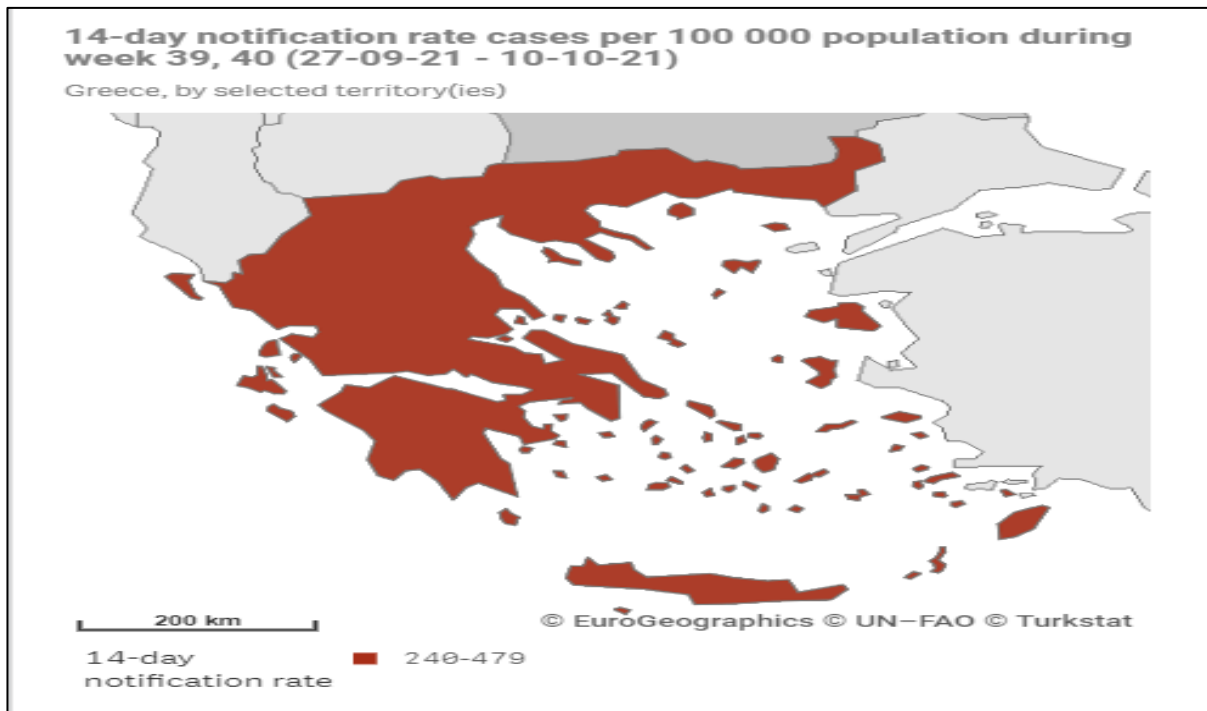 14-day notification rate cases per 100 000 population during
week 39, 40 (27-09-21 - 10-10-21)
Greece, by selected territory(ies)
200 km
© EuroGeographics © UN-FAO © Turkstat
14-day
notification rate
240-479